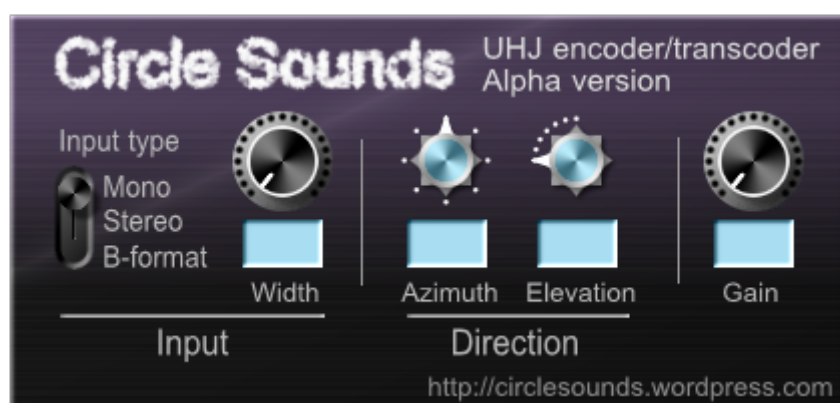 Circle Sounds
UHJ encoder/transcoder
Alpha version
Input type
Mono
Stereo
B-format
Width
Azimuth
Elevation
Gain
Input
Direction
http://circlesounds.wordpress.com